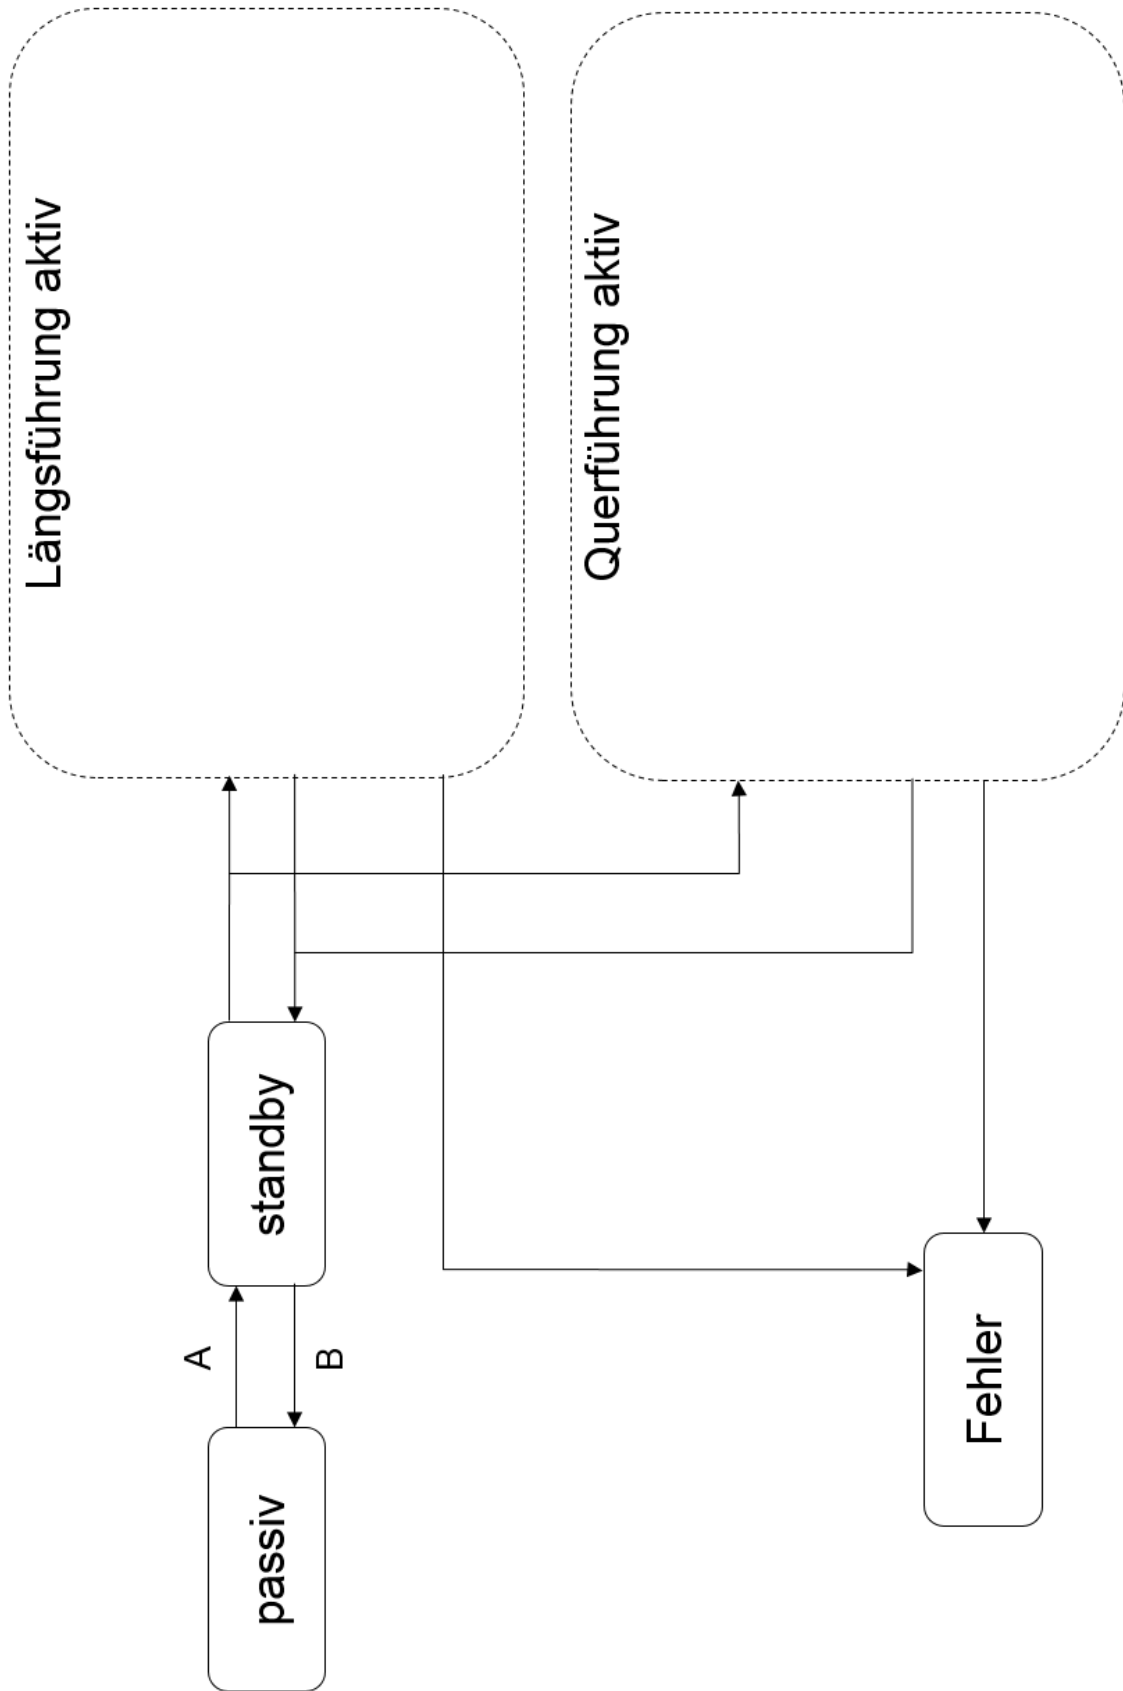 Längsführung aktiv
Querführung aktiv
A
standby
passiv
B
Fehler